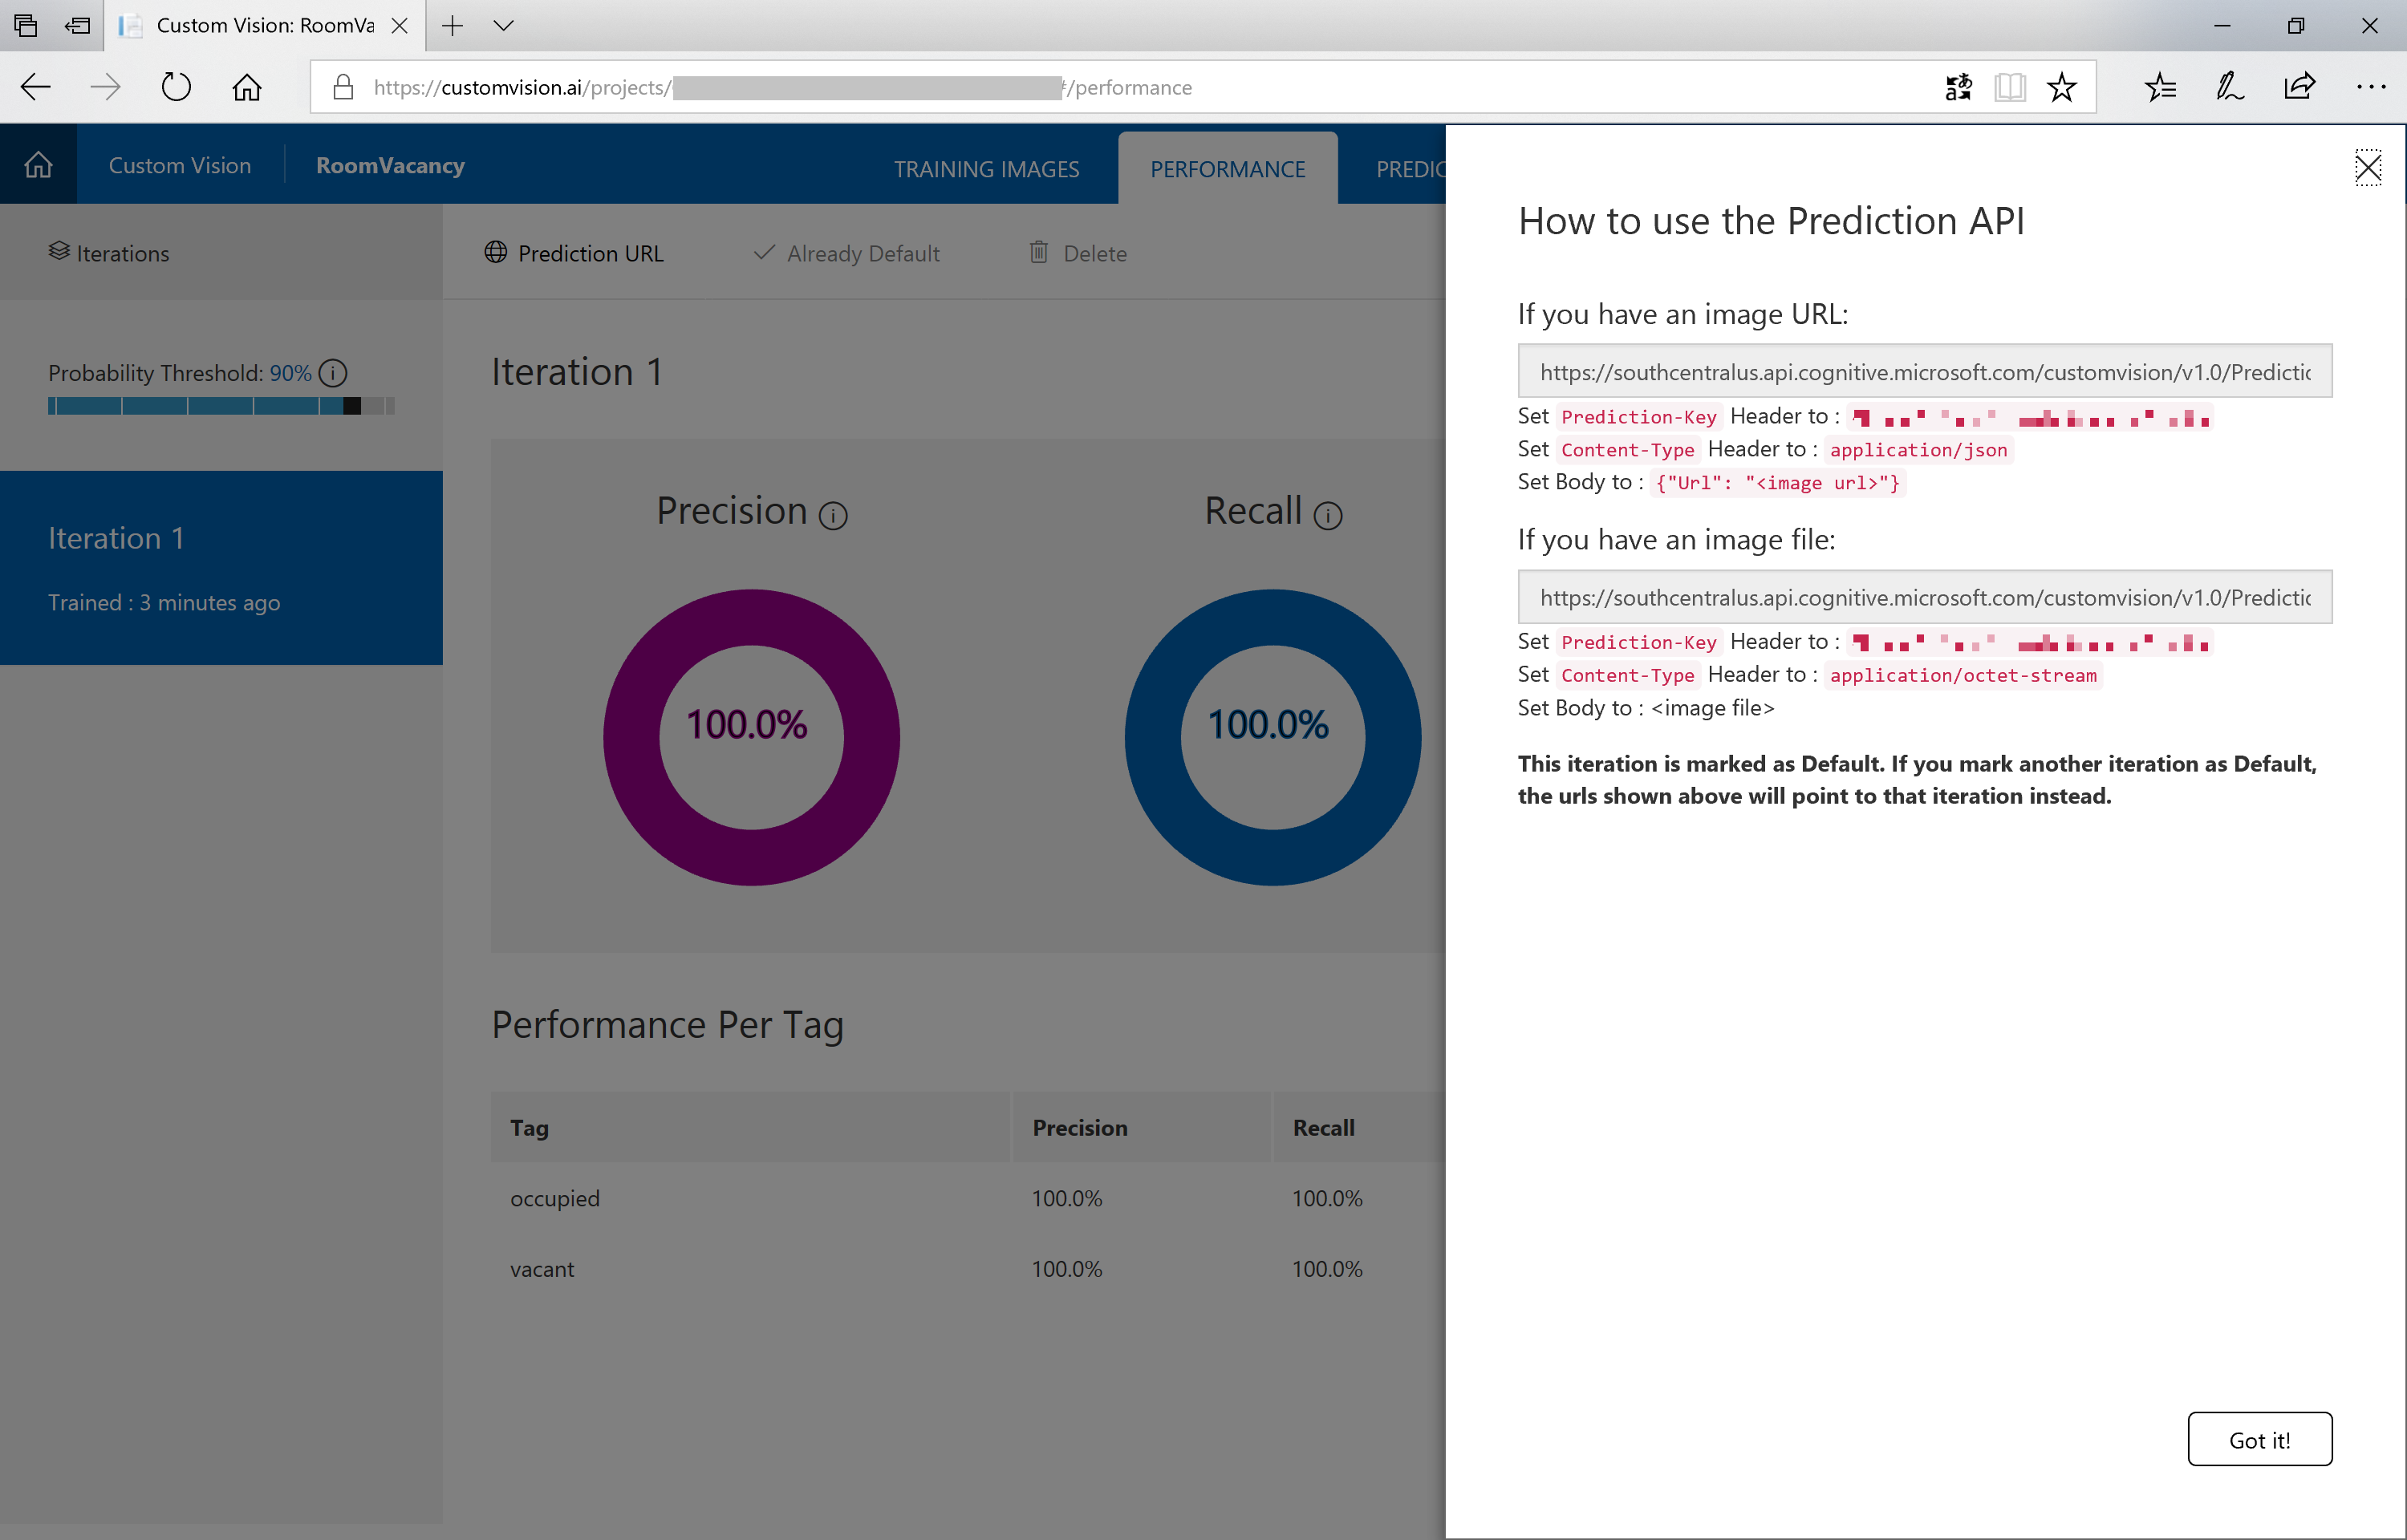 Custom Vision: RoomVa
https://customvision.ai/projects/ /performance
Custom Vision
RoomVacancy
TRAINING IMAGES
PERFORMANCE
PREDIC
Iterations
Prediction URL
Already Default
Delete
Probability Threshold: 90%
Iteration 1
Trained : 3 minutes ago
Iteration 1
Precision
Recall
100.0%
100.0%
Performance Per Tag
Tag Precision Recall
occupied 100.0% 100.0%
vacant 100.0% 100.0%
How to use the Prediction API
If you have an image URL:
https://southcentralus.api.cognitive.microsoft.com/customvision/v1.0/Predictic
Set Prediction-Key Header to :
Set Content-Type Header to : application/json
Set Body to : {"Url": "<image url>"}
If you have an image file:
https://southcentralus.api.cognitive.microsoft.com/customvision/v1.0/Predictic
Set Prediction-Key Header to :
Set Content-Type Header to : application/octet-stream
Set Body to : <image file>
This iteration is marked as Default. If you mark another iteration as Default,
the urls shown above will point to that iteration instead.
Got it!